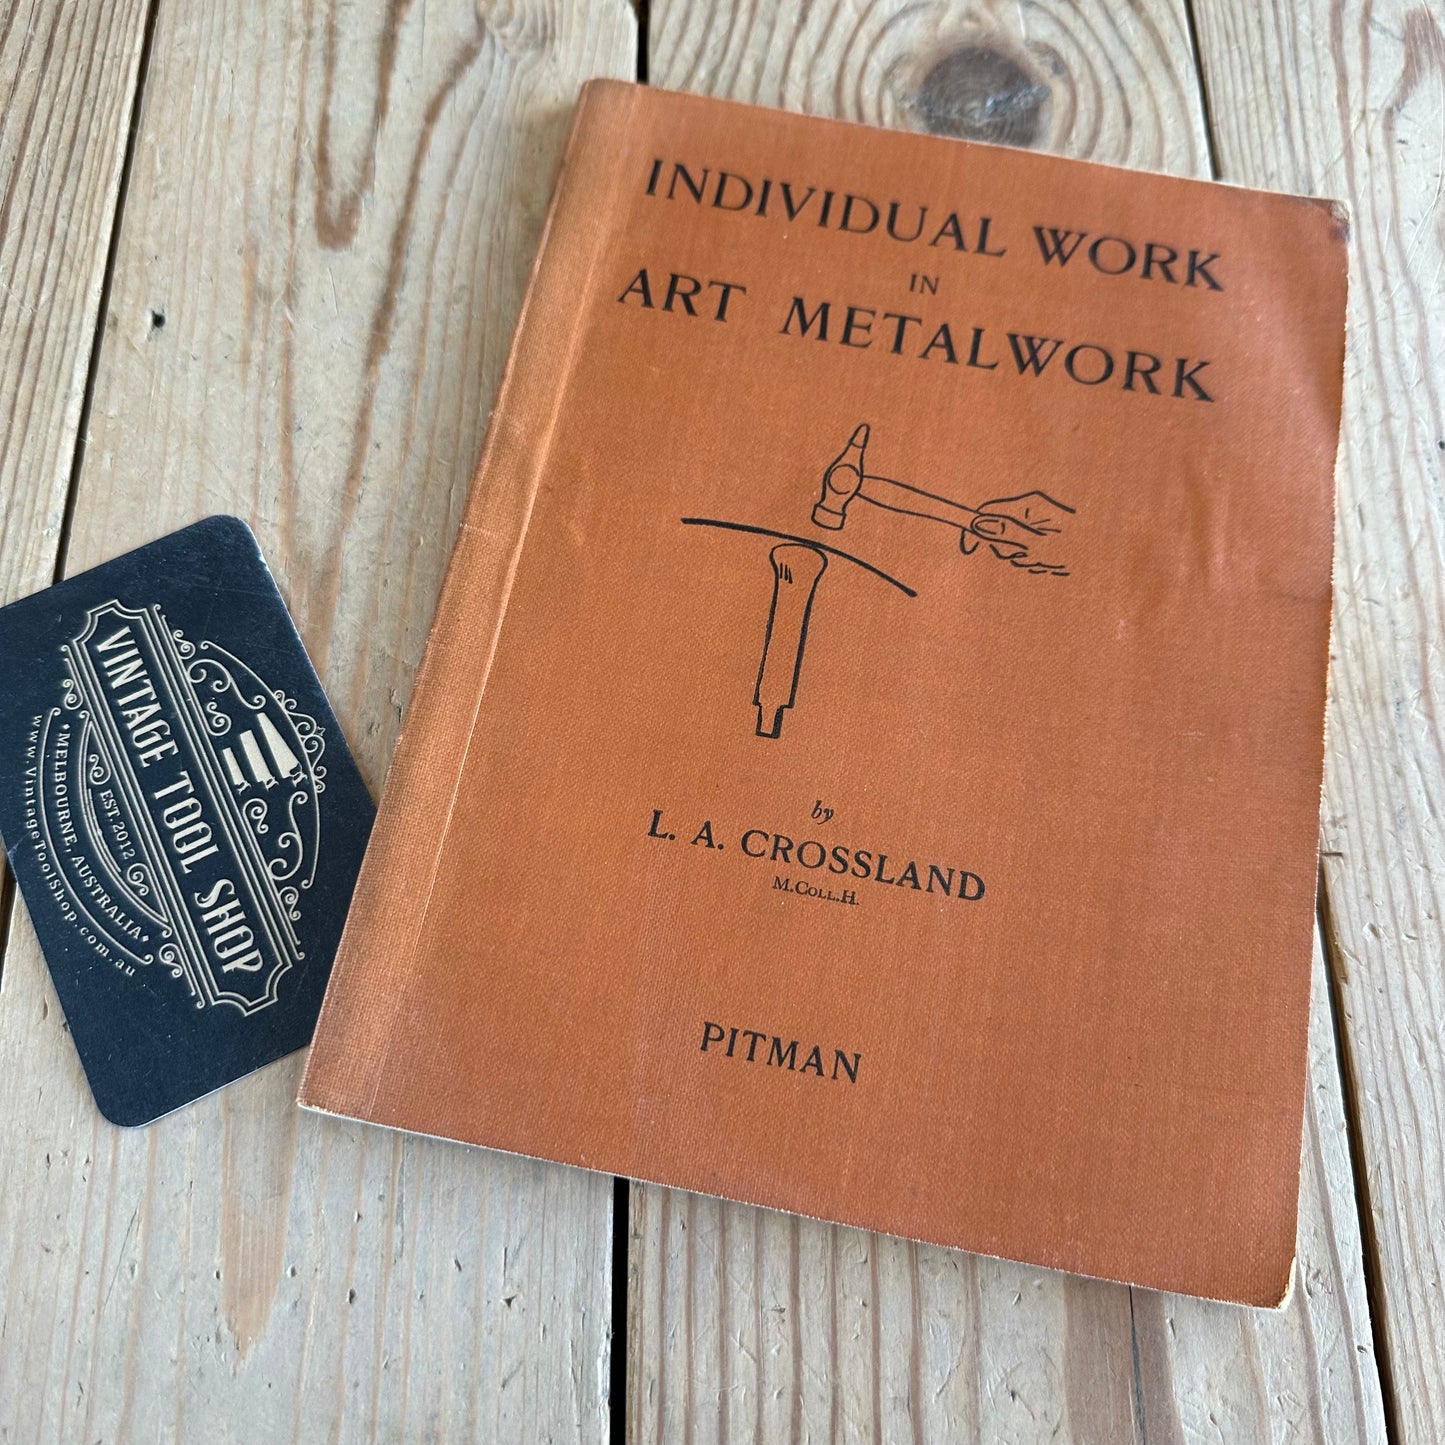 INDIVIDUAL WORK
IN
ART METALWORK
by
L. A. CROSSLAND
M.COLL.H.
PITMAN
VINTAGE TOOL SHOP
EST. 2012
•MELBOURNE, AUSTRALIA•
www.VintageToolShop.com.au